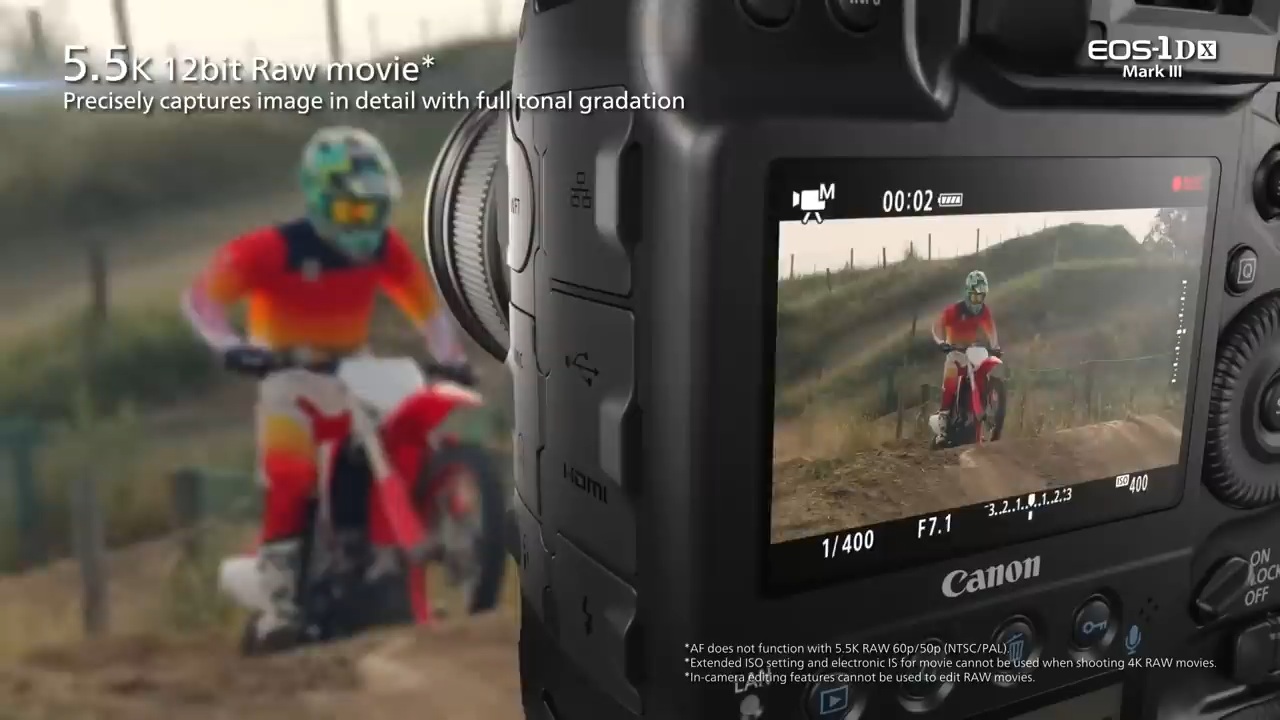 5.5K 12bit Raw movie*
Precisely captures image in detail with full tonal gradation
EOS-1DX
Mark III
M
00:02
Q
HDMI
-3..2..1..0..1..2.:3
ISO 400
1/400
F7.1
Canon
ON
LOCK
OFF
*AF does not function with 5.5K RAW 60p/50p (NTSC/PAL).
*Extended ISO setting and electronic IS for movie cannot be used when shooting 4K RAW movies.
*In-camera editing features cannot be used to edit RAW movies.
LAN